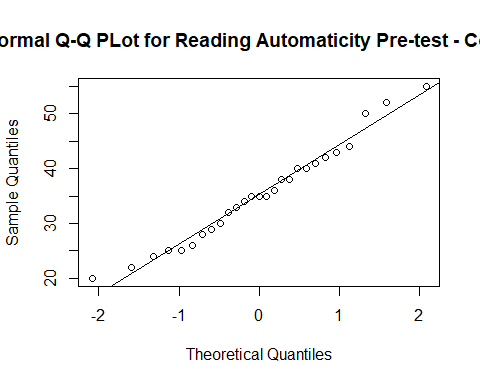 ormal Q-Q PLot for Reading Automaticity Pre-test - C
Sample Quantiles
50
40
30
20
-2 -1 0 1 2
Theoretical Quantiles